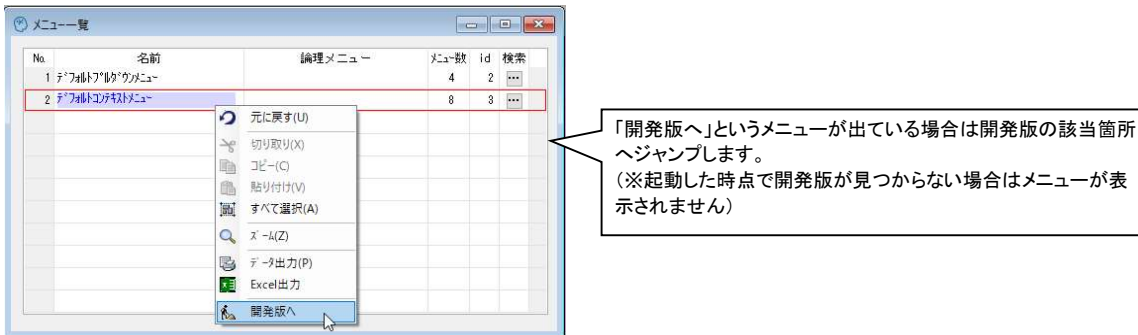 メニュー一覧
No. 名前 論理メニュー メニュー数 id 検索
1 デフォルトプルダウンメニュー 4 2 ...
2 デフォルトコンテキストメニュー 8 3 ...
元に戻す(U)
切り取り(X)
コピー(C)
貼り付け(V)
すべて選択(A)
ズーム(Z)
データ出力(P)
Excel出力
開発版へ
「開発版へ」というメニューが出ている場合は開発版の該当箇所
へジャンプします。
(※起動した時点で開発版が見つからない場合はメニューが表
示されません)